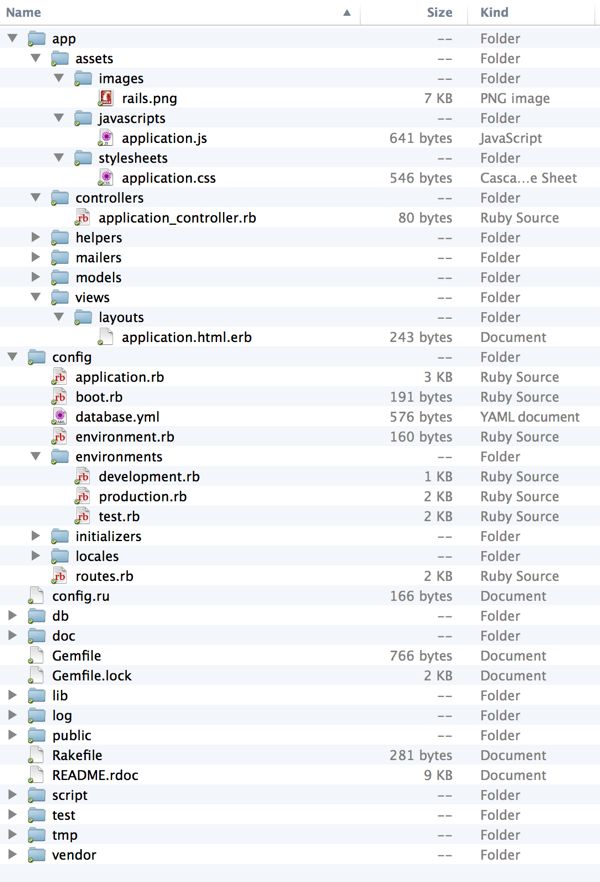 Name Size Kind
app -- Folder
assets -- Folder
images -- Folder
rails.png 7 KB PNG image
javascripts -- Folder
application.js 641 bytes JavaScript
stylesheets -- Folder
application.css 546 bytes Casca...e Sheet
controllers -- Folder
application_controller.rb 80 bytes Ruby Source
helpers -- Folder
mailers -- Folder
models -- Folder
views -- Folder
layouts -- Folder
application.html.erb 243 bytes Document
config -- Folder
application.rb 3 KB Ruby Source
boot.rb 191 bytes Ruby Source
database.yml 576 bytes YAML document
environment.rb 160 bytes Ruby Source
environments -- Folder
development.rb 1 KB Ruby Source
production.rb 2 KB Ruby Source
test.rb 2 KB Ruby Source
initializers -- Folder
locales -- Folder
routes.rb 2 KB Ruby Source
config.ru 166 bytes Document
db -- Folder
doc -- Folder
Gemfile 766 bytes Document
Gemfile.lock 2 KB Document
lib -- Folder
log -- Folder
public -- Folder
Rakefile 281 bytes Document
README.rdoc 9 KB Document
script -- Folder
test -- Folder
tmp -- Folder
vendor -- Folder